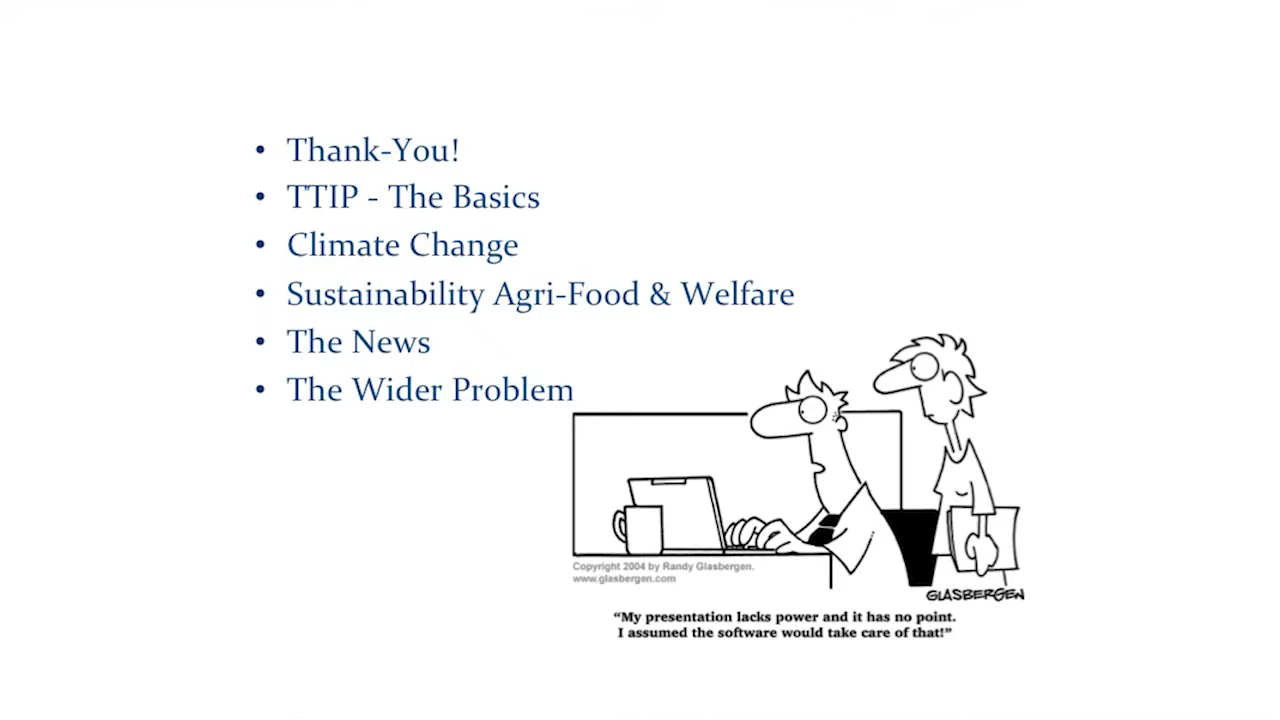 • Thank-You!
• TTIP - The Basics
• Climate Change
• Sustainability Agri-Food & Welfare
• The News
• The Wider Problem
Copyright 2004 by Randy Glasbergen.
www.glasbergen.com
GLASBERGEN
“My presentation lacks power and it has no point.
I assumed the software would take care of that!”